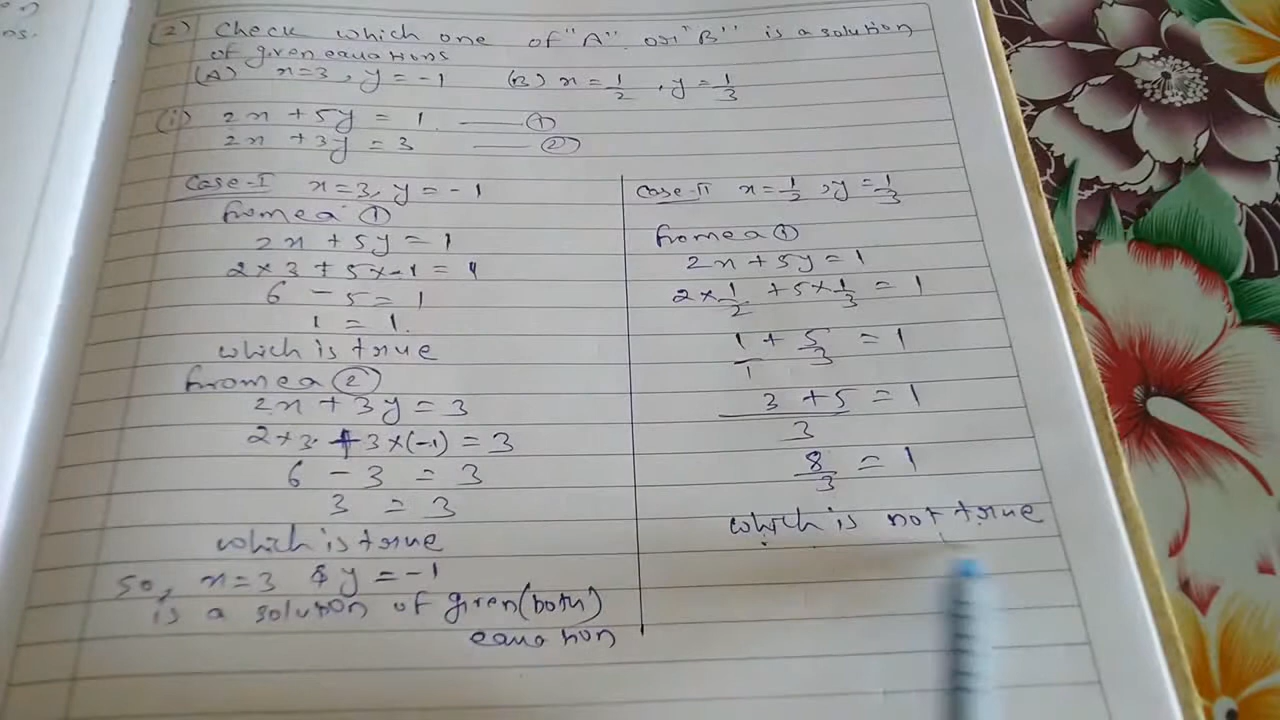 ns.
(2) Check which one of "A" or "B" is a solution
of given equations
(A) x=3, y=-1 (B) x=1/2, y=1/3
(i) 2x + 5y = 1 —— ①
2x + 3y = 3 —— ②
Case-I x=3, y=-1
from eq ①
2x + 5y = 1
2×3 + 5×-1 = 1
6 - 5 = 1
1 = 1.
which is true
from eq ②
2x + 3y = 3
2×3 + 3×(-1) = 3
6 - 3 = 3
3 = 3
which is true
So, x=3 & y=-1
is a solution of given (both)
equation
Case-II x=1/2, y=1/3
from eq ①
2x + 5y = 1
2×1/2 + 5×1/3 = 1
1/1 + 5/3 = 1
(3+5)/3 = 1
8/3 = 1
which is not true